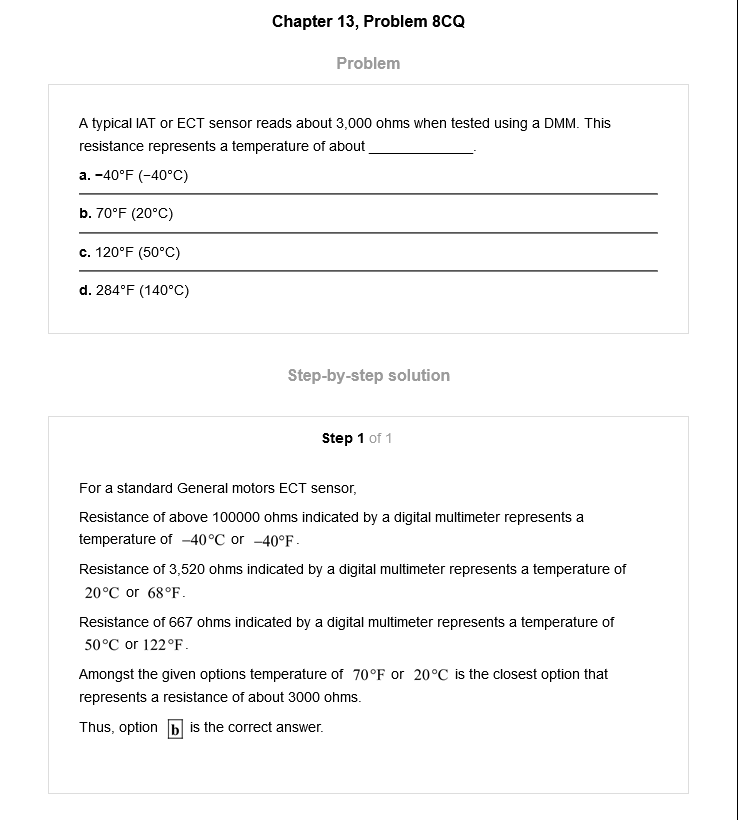 Chapter 13, Problem 8CQ
Problem
A typical IAT or ECT sensor reads about 3,000 ohms when tested using a DMM. This
resistance represents a temperature of about _____________.
a. −40°F (−40°C)
b. 70°F (20°C)
c. 120°F (50°C)
d. 284°F (140°C)
Step-by-step solution
Step 1 of 1
For a standard General motors ECT sensor,
Resistance of above 100000 ohms indicated by a digital multimeter represents a
temperature of −40°C or −40°F.
Resistance of 3,520 ohms indicated by a digital multimeter represents a temperature of
20°C or 68°F.
Resistance of 667 ohms indicated by a digital multimeter represents a temperature of
50°C or 122°F.
Amongst the given options temperature of 70°F or 20°C is the closest option that
represents a resistance of about 3000 ohms.
Thus, option b is the correct answer.